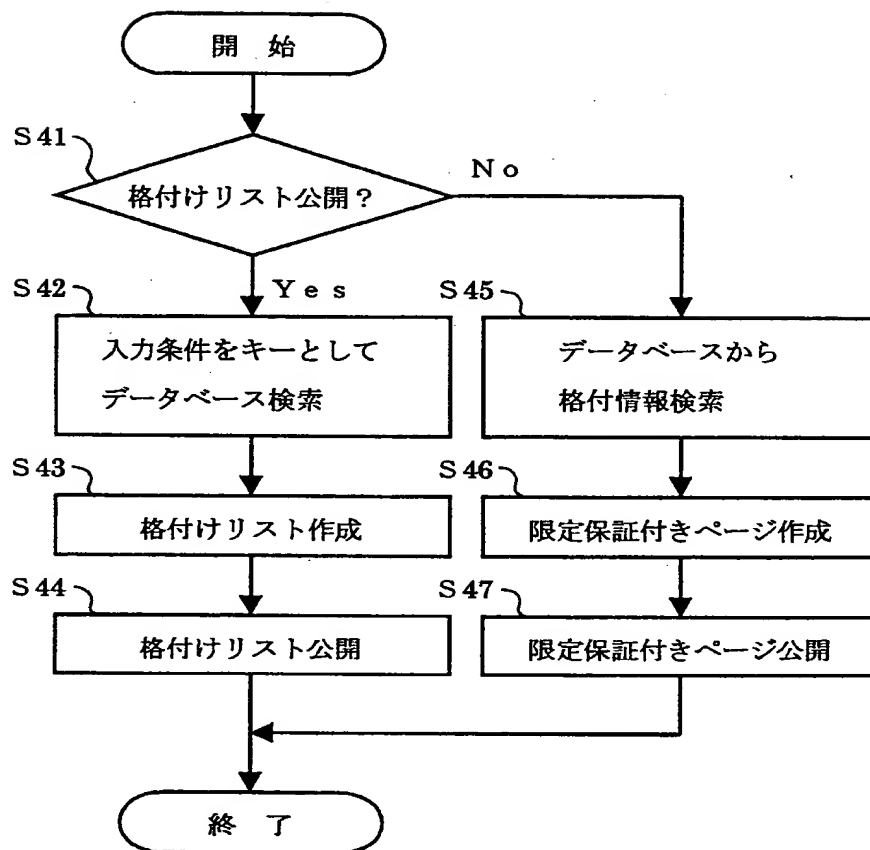 開 始
S41
格付けリスト公開?
No
Yes
S42
入力条件をキーとして
データベース検索
S43
格付けリスト作成
S44
格付けリスト公開
S45
データベースから
格付情報検索
S46
限定保証付きページ作成
S47
限定保証付きページ公開
終 了